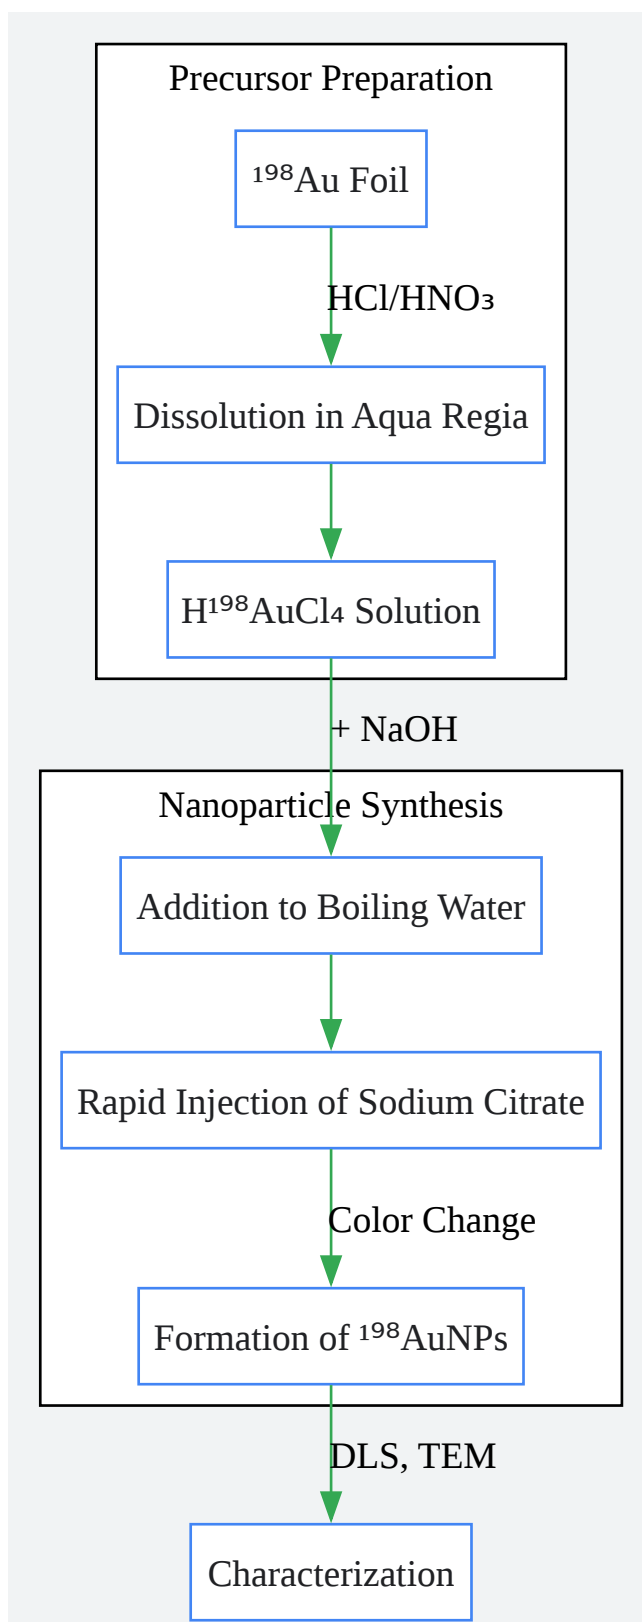 Precursor Preparation
¹⁹⁸Au Foil
HCl/HNO₃
Dissolution in Aqua Regia
H¹⁹⁸AuCl₄ Solution
+ NaOH
Nanoparticle Synthesis
Addition to Boiling Water
Rapid Injection of Sodium Citrate
Color Change
Formation of ¹⁹⁸AuNPs
DLS, TEM
Characterization